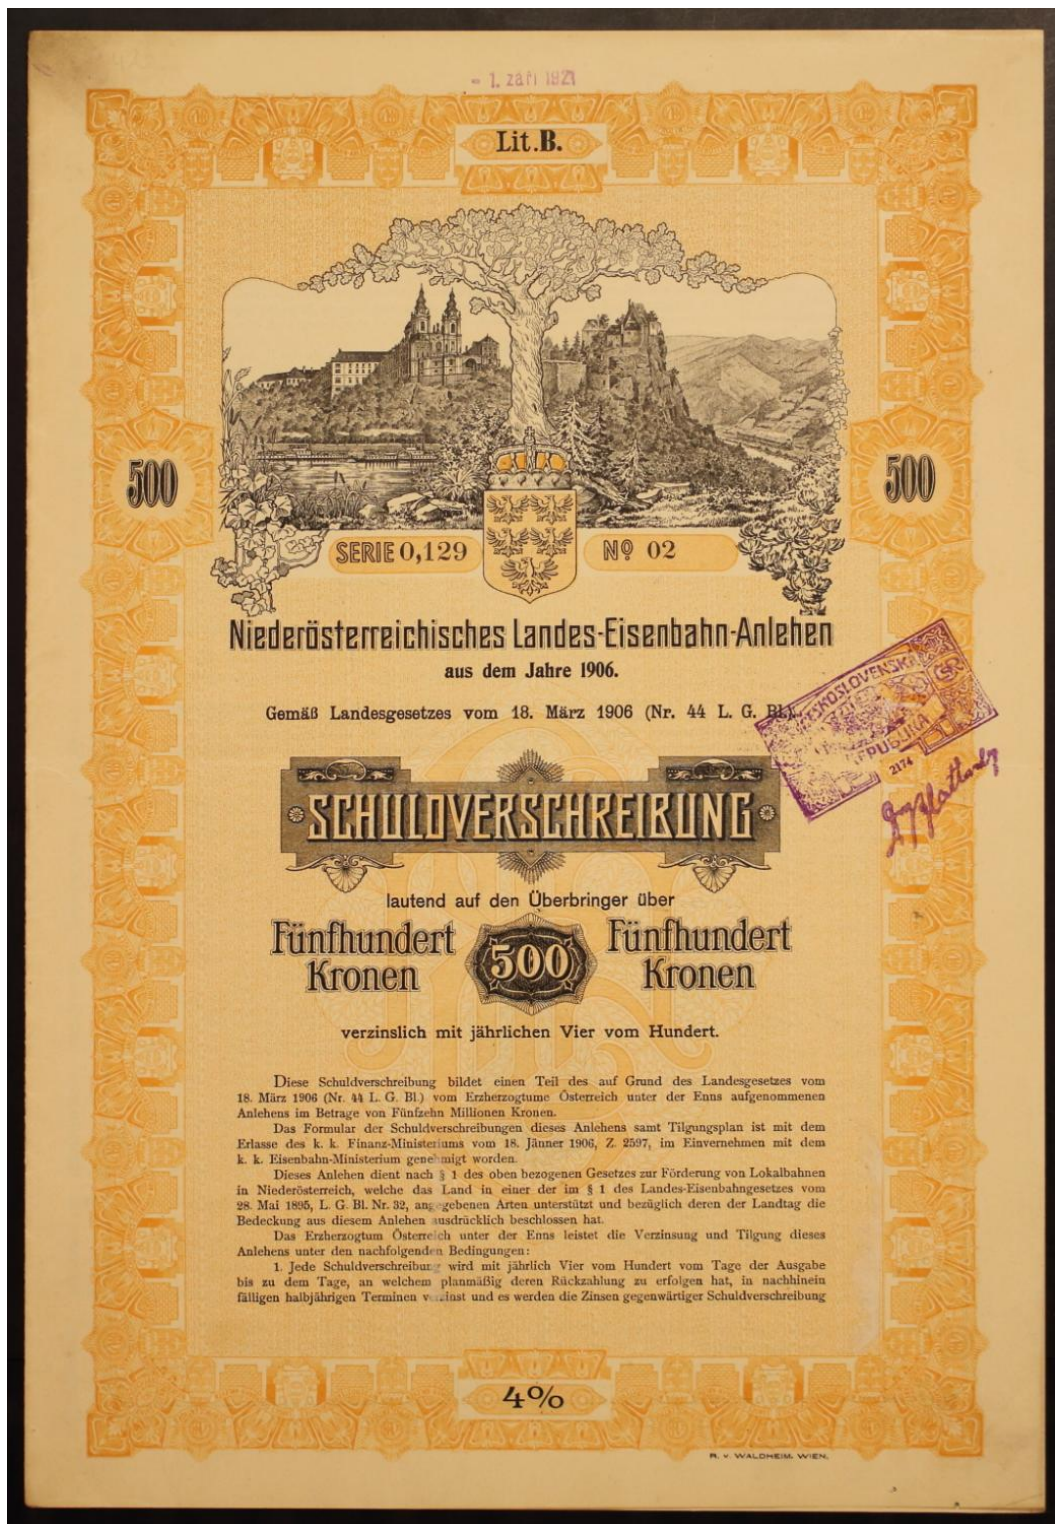 - 1. září 1921
Lit.B.
500
500
SERIE 0,129
Nº 02
Niederösterreichisches Landes-Eisenbahn-Anlehen
aus dem Jahre 1906.
Gemäß Landesgesetzes vom 18. März 1906 (Nr. 44 L. G. Bl.).
ČESKOSLOVENSKÁ
REPUBLIKA
ČSR
2174
SCHULDVERSCHREIBUNG
lautend auf den Überbringer über
Fünfhundert
Kronen
500
Fünfhundert
Kronen
verzinslich mit jährlichen Vier vom Hundert.
Diese Schuldverschreibung bildet einen Teil des auf Grund des Landesgesetzes vom
18. März 1906 (Nr. 44 L. G. Bl.) vom Erzherzogtume Österreich unter der Enns aufgenommenen
Anlehens im Betrage von Fünfzehn Millionen Kronen.
Das Formular der Schuldverschreibungen dieses Anlehens samt Tilgungsplan ist mit dem
Erlasse des k. k. Finanz-Ministeriums vom 18. Jänner 1906, Z. 2597, im Einvernehmen mit dem
k. k. Eisenbahn-Ministerium genehmigt worden.
Dieses Anlehen dient nach § 1 des oben bezogenen Gesetzes zur Förderung von Lokalbahnen
in Niederösterreich, welche das Land in einer der im § 1 des Landes-Eisenbahngesetzes vom
28. Mai 1895, L. G. Bl. Nr. 32, angegebenen Arten unterstützt und bezüglich deren der Landtag die
Bedeckung aus diesem Anlehen ausdrücklich beschlossen hat.
Das Erzherzogtum Österreich unter der Enns leistet die Verzinsung und Tilgung dieses
Anlehens unter den nachfolgenden Bedingungen:
1. Jede Schuldverschreibung wird mit jährlich Vier vom Hundert vom Tage der Ausgabe
bis zu dem Tage, an welchem planmäßig deren Rückzahlung zu erfolgen hat, in nachhinein
fälligen halbjährigen Terminen verzinst und es werden die Zinsen gegenwärtiger Schuldverschreibung
4%
R. v. WALDHEIM, WIEN.